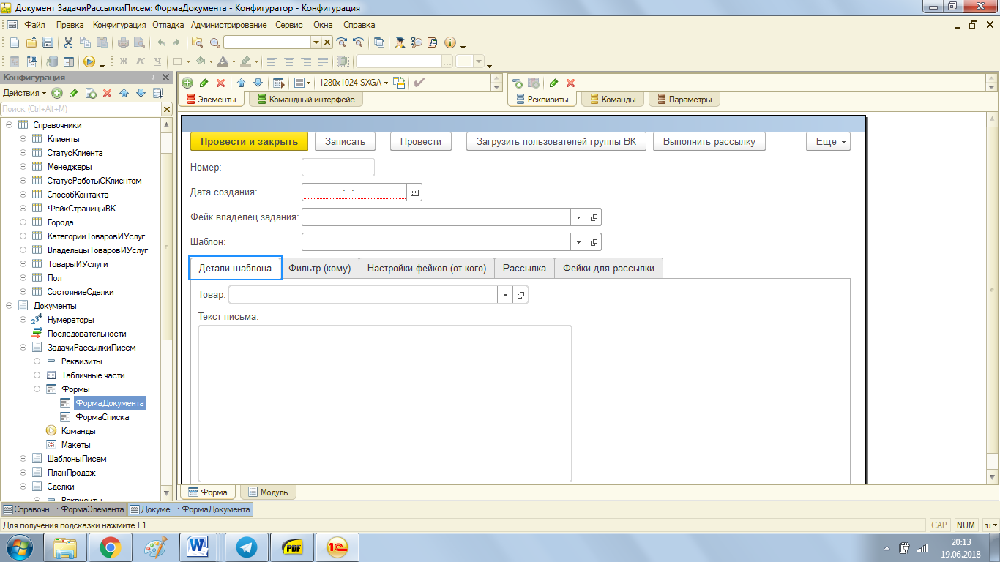 Документ ЗадачиРассылкиПисем: ФормаДокумента - Конфигуратор - Конфигурация
Файл Правка Конфигурация Отладка Администрирование Сервис Окна Справка
Ж К Ч
Конфигурация
Действия
Поиск (Ctrl+Alt+M)
Справочники
Клиенты
СтатусКлиента
Менеджеры
СтатусРаботыСКлиентом
СпособКонтакта
ФейкСтраницыВК
Города
КатегорииТоваровИУслуг
ВладельцыТоваровИУслуг
ТоварыИУслуги
Пол
СостояниеСделки
Документы
Нумераторы
Последовательности
ЗадачиРассылкиПисем
Реквизиты
Табличные части
Формы
ФормаДокумента
ФормаСписка
Команды
Макеты
ШаблоныПисем
ПланПродаж
Сделки
Реквизиты
1280x1024 SXGA
Элементы Командный интерфейс
Реквизиты Команды Параметры
Провести и закрыть Записать Провести Загрузить пользователей группы ВК Выполнить рассылку Еще
Номер:
Дата создания: . . : :
Фейк владелец задания:
Шаблон:
Детали шаблона Фильтр (кому) Настройки фейков (от кого) Рассылка Фейки для рассылки
Товар:
Текст письма:
Форма Модуль
Справочн...: ФормаЭлемента Докуме...: ФормаДокумента
Для получения подсказки нажмите F1 CAP NUM ru
W PDF 1C
20:13
19.06.2018